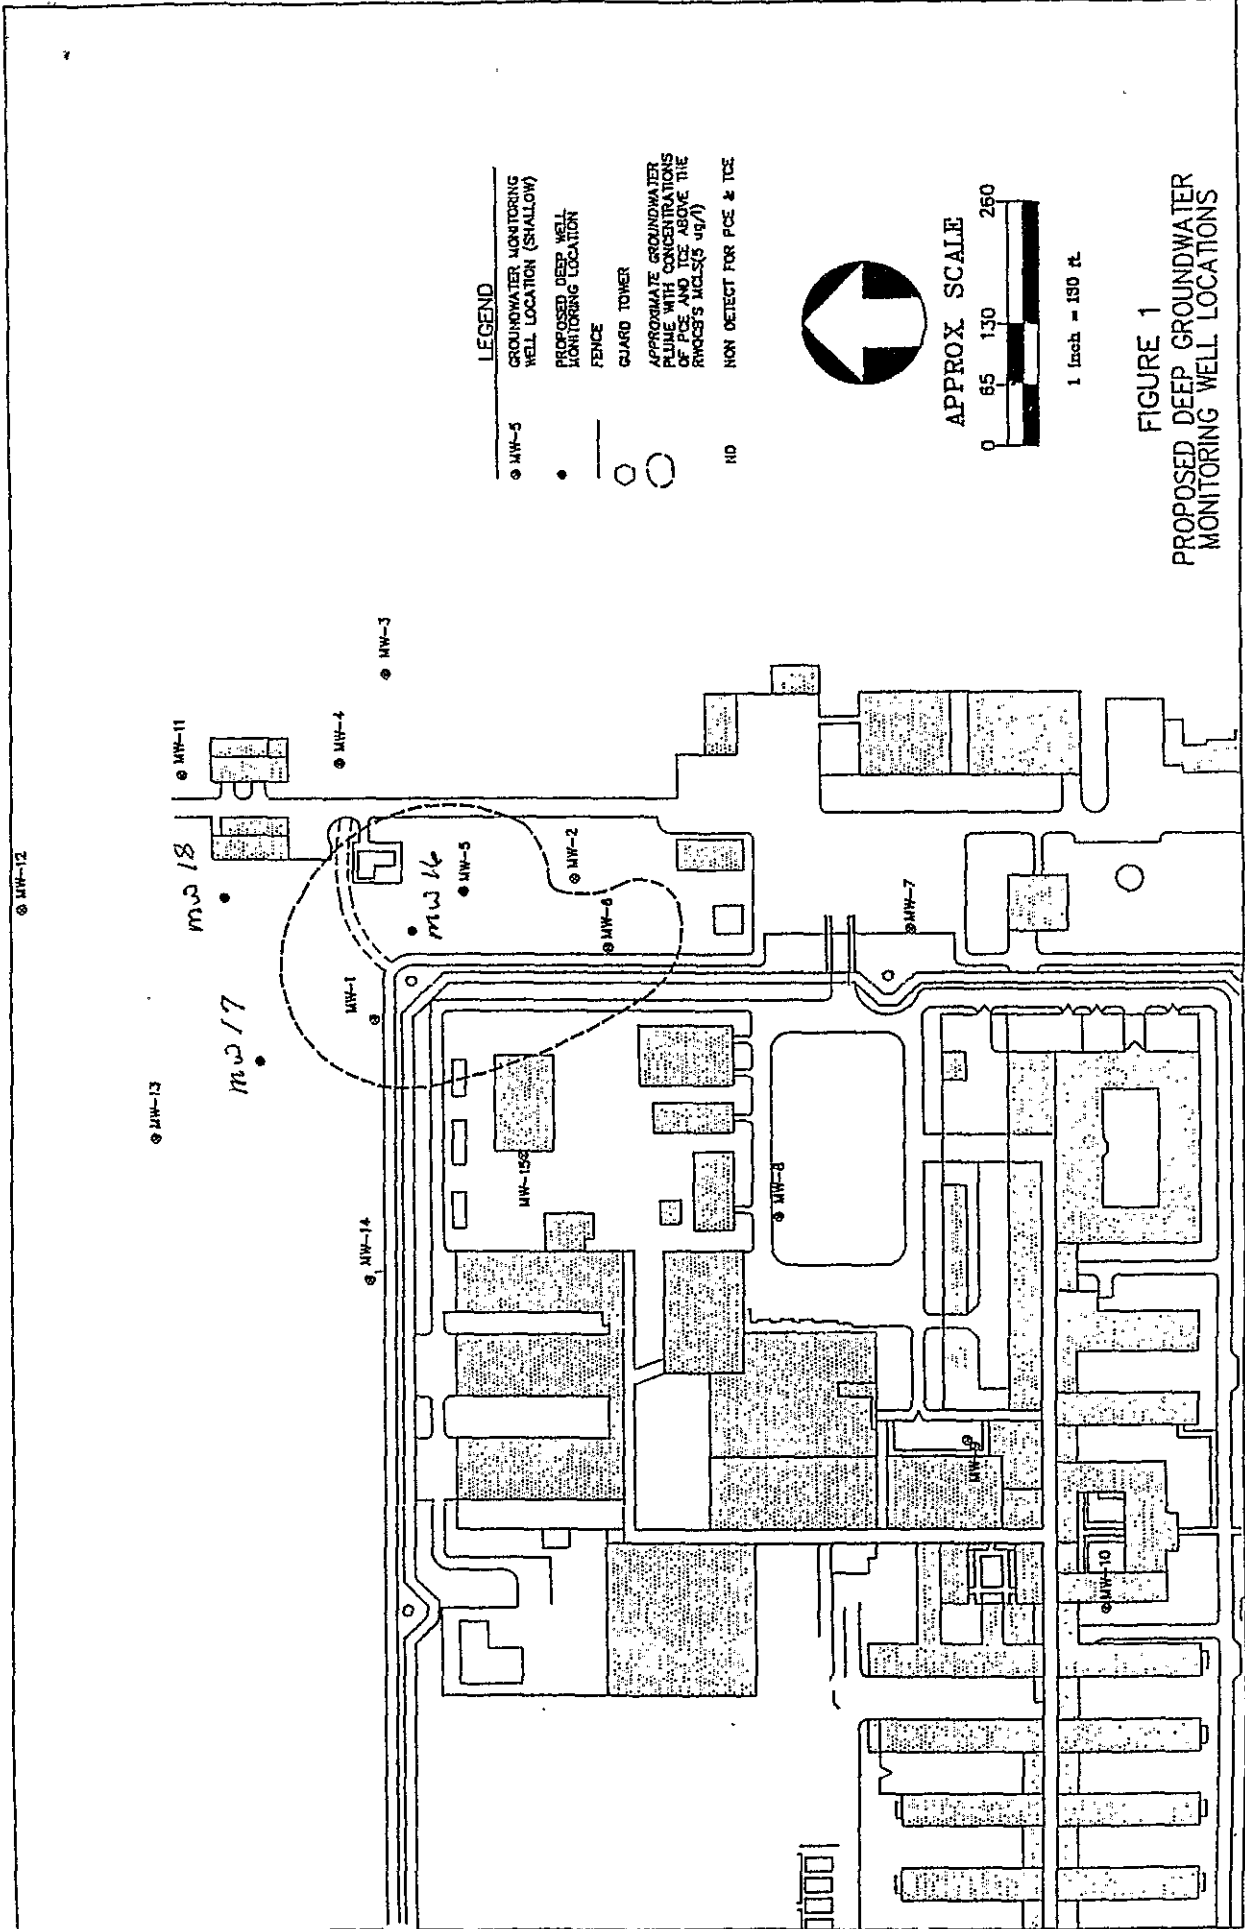 LEGEND
MW-5
GROUNDWATER MONITORING
WELL LOCATION (SHALLOW)
PROPOSED DEEP WELL
MONITORING LOCATION
FENCE
GUARD TOWER
APPROXIMATE GROUNDWATER
PLUME WITH CONCENTRATIONS
OF PCE AND TCE ABOVE THE
RWQCB'S MCLS(5 ug/l)
ND
NON DETECT FOR PCE & TCE
APPROX SCALE
0 65 130 260
1 inch = 130 ft.
FIGURE 1
PROPOSED DEEP GROUNDWATER
MONITORING WELL LOCATIONS
MW-12
MW-11
MW-4
MW-3
mw 18
mw 17
mw 16
MW-13
MW-1
MW-5
MW-2
MW-6
MW-7
MW-14
MW-15
MW-8
MW-9
MW-10